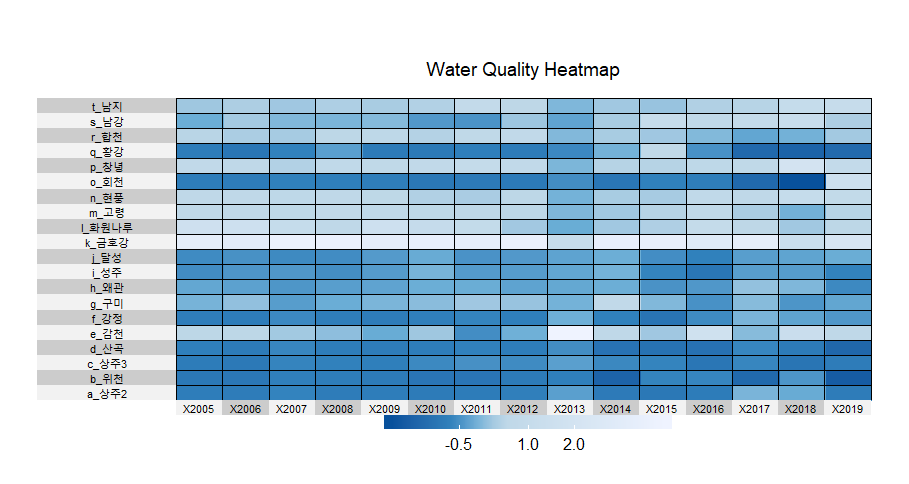 Water Quality Heatmap
t_남지
s_남강
r_합천
q_황강
p_창녕
o_회천
n_현풍
m_고령
l_화원나루
k_금호강
j_달성
i_성주
h_왜관
g_구미
f_강정
e_감천
d_산곡
c_상주3
b_위천
a_상주2
X2005 X2006 X2007 X2008 X2009 X2010 X2011 X2012 X2013 X2014 X2015 X2016 X2017 X2018 X2019
-0.5 1.0 2.0